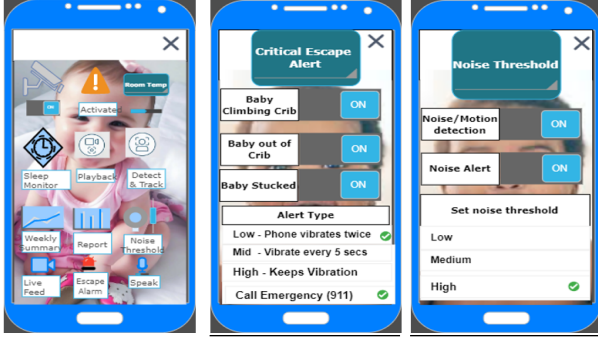 Room Temp
ON
Activated
Sleep
Monitor
Playback
Detect
& Track
Weekly
Summary
Report
Noise
Threshold
Live
Feed
Escape
Alarm
Speak
Critical Escape
Alert
Baby
Climbing Crib
ON
Baby out of
Crib
ON
Baby Stucked
ON
Alert Type
Low - Phone vibrates twice
Mid - Vibrate every 5 secs
High - Keeps Vibration
Call Emergency (911)
Noise Threshold
Noise/Motion
detection
ON
Noise Alert
ON
Set noise threshold
Low
Medium
High